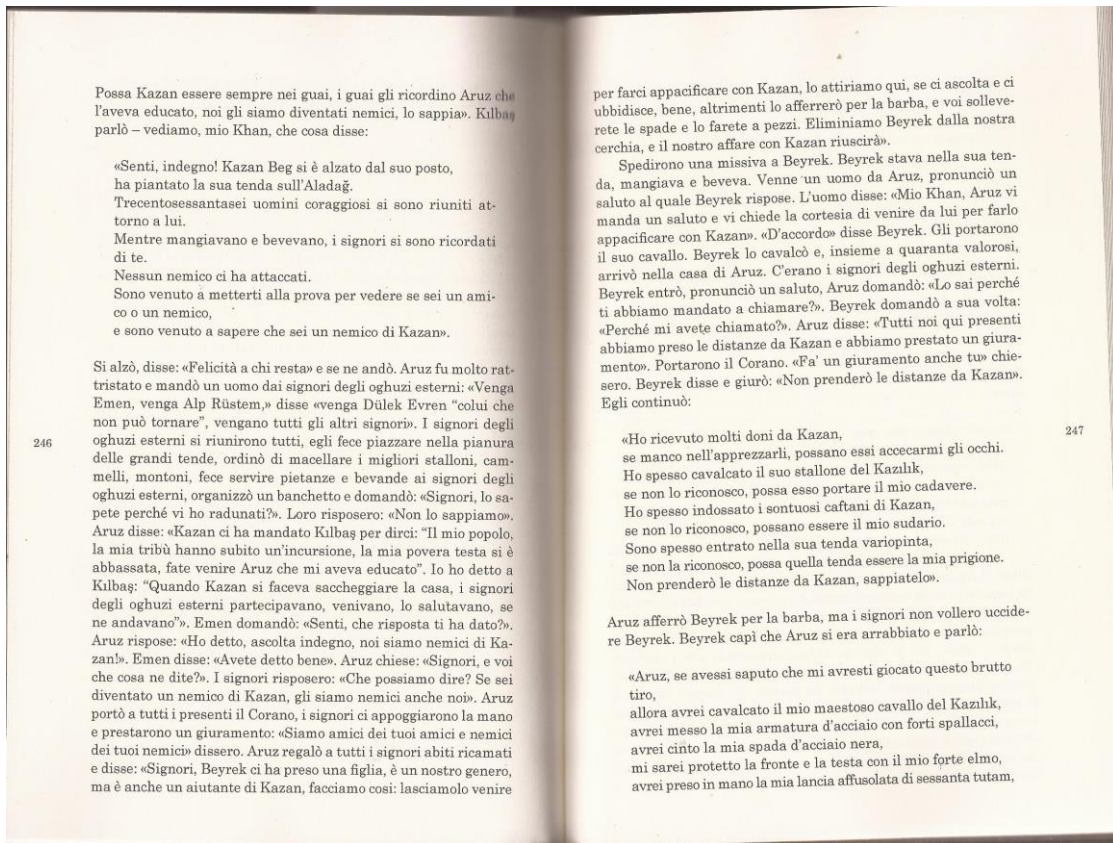 Possa Kazan essere sempre nei guai, i guai gli ricordino Aruz che
l'aveva educato, noi gli siamo diventati nemici, lo sappia». Kılbaş
parlò – vediamo, mio Khan, che cosa disse:
«Senti, indegno! Kazan Beg si è alzato dal suo posto,
ha piantato la sua tenda sull'Aladağ.
Trecentosessantasei uomini coraggiosi si sono riuniti at-
torno a lui.
Mentre mangiavano e bevevano, i signori si sono ricordati
di te.
Nessun nemico ci ha attaccati.
Sono venuto a metterti alla prova per vedere se sei un ami-
co o un nemico,
e sono venuto a sapere che sei un nemico di Kazan».
Si alzò, disse: «Felicità a chi resta» e se ne andò. Aruz fu molto rat-
tristato e mandò un uomo dai signori degli oghuzi esterni: «Venga
Emen, venga Alp Rüstem,» disse «venga Dülek Evren “colui che
non può tornare”, vengano tutti gli altri signori». I signori degli
oghuzi esterni si riunirono tutti, egli fece piazzare nella pianura
delle grandi tende, ordinò di macellare i migliori stalloni, cam-
melli, montoni, fece servire pietanze e bevande ai signori degli
oghuzi esterni, organizzò un banchetto e domandò: «Signori, lo sa-
pete perché vi ho radunati?». Loro risposero: «Non lo sappiamo».
Aruz disse: «Kazan ci ha mandato Kılbaş per dirci: “Il mio popolo,
la mia tribù hanno subito un'incursione, la mia povera testa si è
abbassata, fate venire Aruz che mi aveva educato”. Io ho detto a
Kılbaş: “Quando Kazan si faceva saccheggiare la casa, i signori
degli oghuzi esterni partecipavano, venivano, lo salutavano, se
ne andavano”». Emen domandò: «Senti, che risposta ti ha dato?».
Aruz rispose: «Ho detto, ascolta indegno, noi siamo nemici di Ka-
zan!». Emen disse: «Avete detto bene». Aruz chiese: «Signori, e voi
che cosa ne dite?». I signori risposero: «Che possiamo dire? Se sei
diventato un nemico di Kazan, gli siamo nemici anche noi». Aruz
portò a tutti i presenti il Corano, i signori ci appoggiarono la mano
e prestarono un giuramento: «Siamo amici dei tuoi amici e nemici
dei tuoi nemici» dissero. Aruz regalò a tutti i signori abiti ricamati
e disse: «Signori, Beyrek ci ha preso una figlia, è un nostro genero,
ma è anche un aiutante di Kazan, facciamo così: lasciamolo venire
246
per farci appacificare con Kazan, lo attiriamo qui, se ci ascolta e ci
ubbidisce, bene, altrimenti lo afferrerò per la barba, e voi solleve-
rete le spade e lo farete a pezzi. Eliminiamo Beyrek dalla nostra
cerchia, e il nostro affare con Kazan riuscirà».
Spedirono una missiva a Beyrek. Beyrek stava nella sua ten-
da, mangiava e beveva. Venne un uomo da Aruz, pronunciò un
saluto al quale Beyrek rispose. L'uomo disse: «Mio Khan, Aruz vi
manda un saluto e vi chiede la cortesia di venire da lui per farlo
appacificare con Kazan». «D'accordo» disse Beyrek. Gli portarono
il suo cavallo. Beyrek lo cavalcò e, insieme a quaranta valorosi,
arrivò nella casa di Aruz. C'erano i signori degli oghuzi esterni.
Beyrek entrò, pronunciò un saluto, Aruz domandò: «Lo sai perché
ti abbiamo mandato a chiamare?». Beyrek domandò a sua volta:
«Perché mi avete chiamato?». Aruz disse: «Tutti noi qui presenti
abbiamo preso le distanze da Kazan e abbiamo prestato un giura-
mento». Portarono il Corano. «Fa' un giuramento anche tu» chie-
sero. Beyrek disse e giurò: «Non prenderò le distanze da Kazan».
Egli continuò:
«Ho ricevuto molti doni da Kazan,
se manco nell'apprezzarli, possano essi accecarmi gli occhi.
Ho spesso cavalcato il suo stallone del Kazılık,
se non lo riconosco, possa esso portare il mio cadavere.
Ho spesso indossato i sontuosi caftani di Kazan,
se non lo riconosco, possano essere il mio sudario.
Sono spesso entrato nella sua tenda variopinta,
se non la riconosco, possa quella tenda essere la mia prigione.
Non prenderò le distanze da Kazan, sappiatelo».
Aruz afferrò Beyrek per la barba, ma i signori non vollero uccide-
re Beyrek. Beyrek capì che Aruz si era arrabbiato e parlò:
«Aruz, se avessi saputo che mi avresti giocato questo brutto
tiro,
allora avrei cavalcato il mio maestoso cavallo del Kazılık,
avrei messo la mia armatura d'acciaio con forti spallacci,
avrei cinto la mia spada d'acciaio nera,
mi sarei protetto la fronte e la testa con il mio forte elmo,
avrei preso in mano la mia lancia affusolata di sessanta tutam,
247